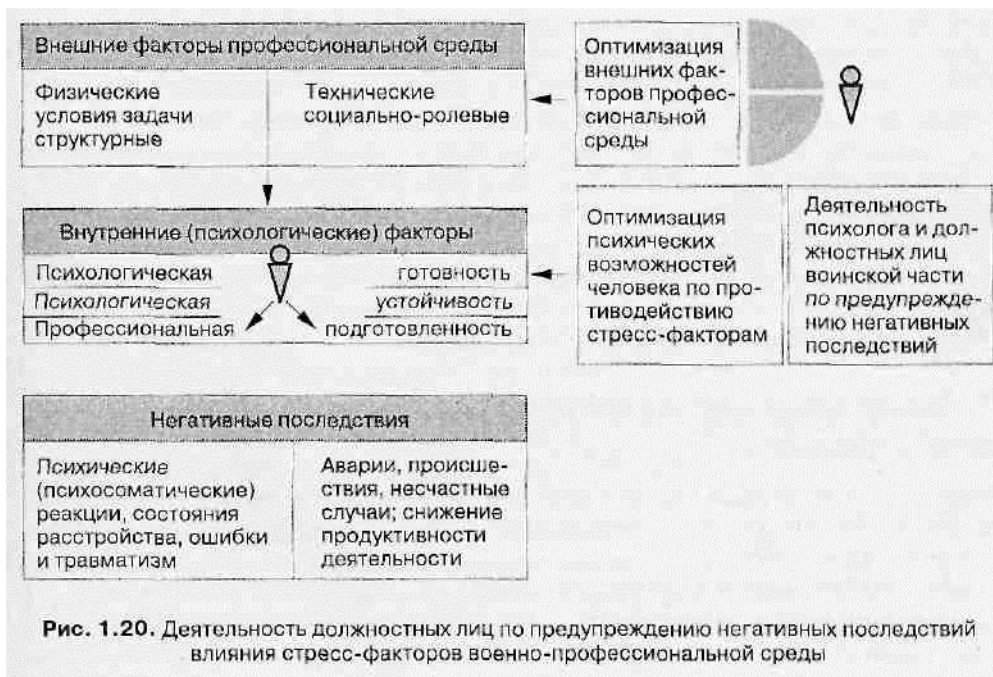 Внешние факторы профессиональной среды
Физические
условия задачи
структурные
Технические
социально-ролевые
Оптимизация
внешних фак-
торов профес-
сиональной
среды
Внутренние (психологические) факторы
Психологическая готовность
Психологическая устойчивость
Профессиональная подготовленность
Оптимизация
психических
возможностей
человека по про-
тиводействию
стресс-факторам
Деятельность
психолога и дол-
жностных лиц
воинской части
по предупрежде-
нию негативных
последствий
Негативные последствия
Психические
(психосоматические)
реакции, состояния
расстройства, ошибки
и травматизм
Аварии, происше-
ствия, несчастные
случаи; снижение
продуктивности
деятельности
Рис. 1.20. Деятельность должностных лиц по предупреждению негативных последствий
влияния стресс-факторов военно-профессиональной среды